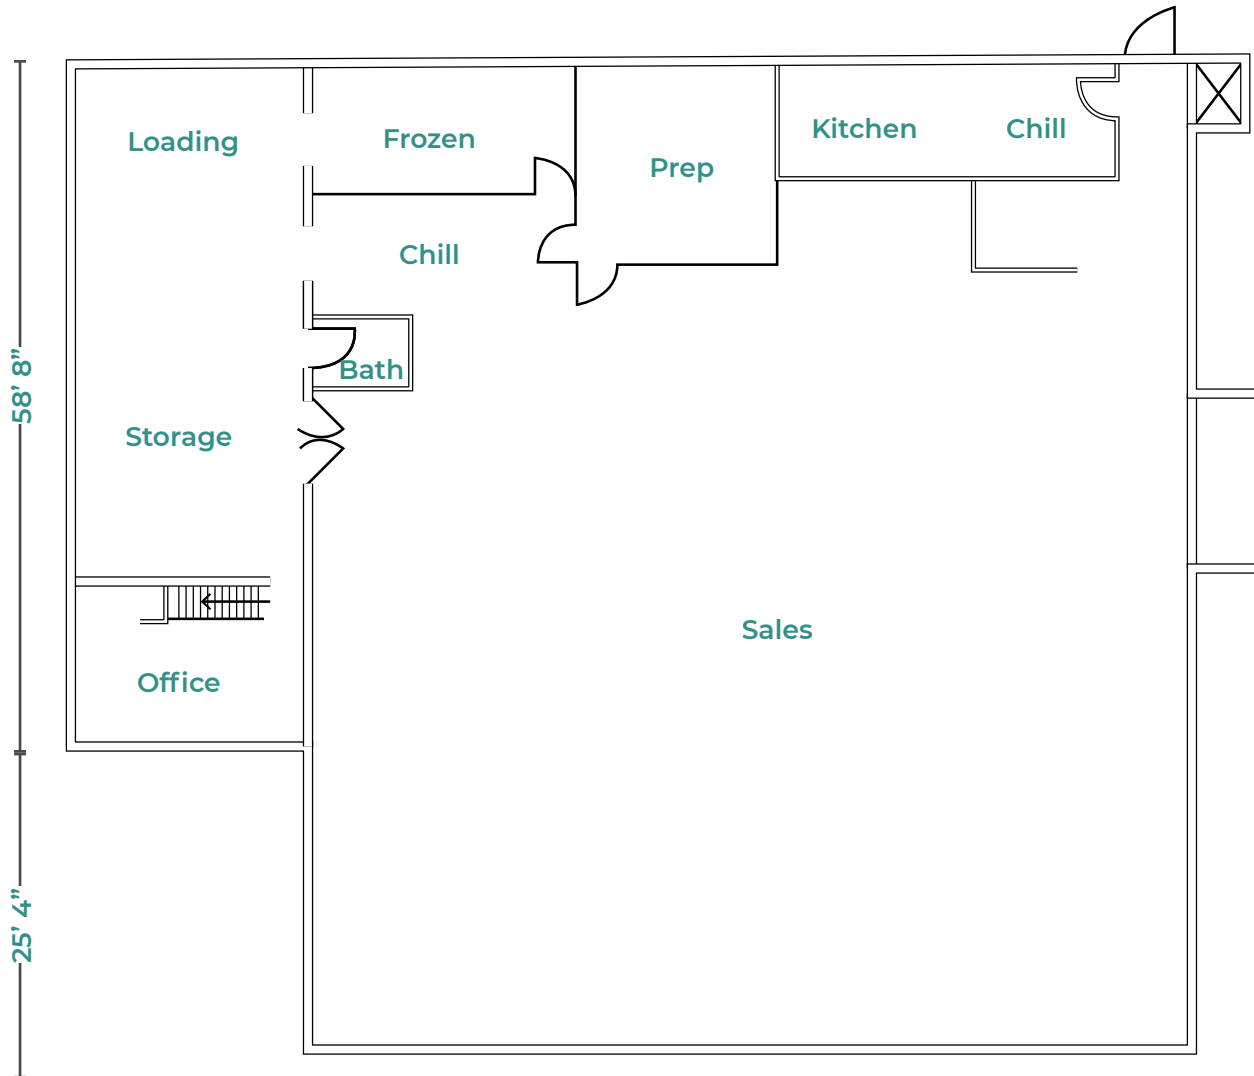 Loading
Frozen
Prep
Kitchen
Chill
Chill
Bath
Storage
Sales
Office
58’ 8”
25’ 4”